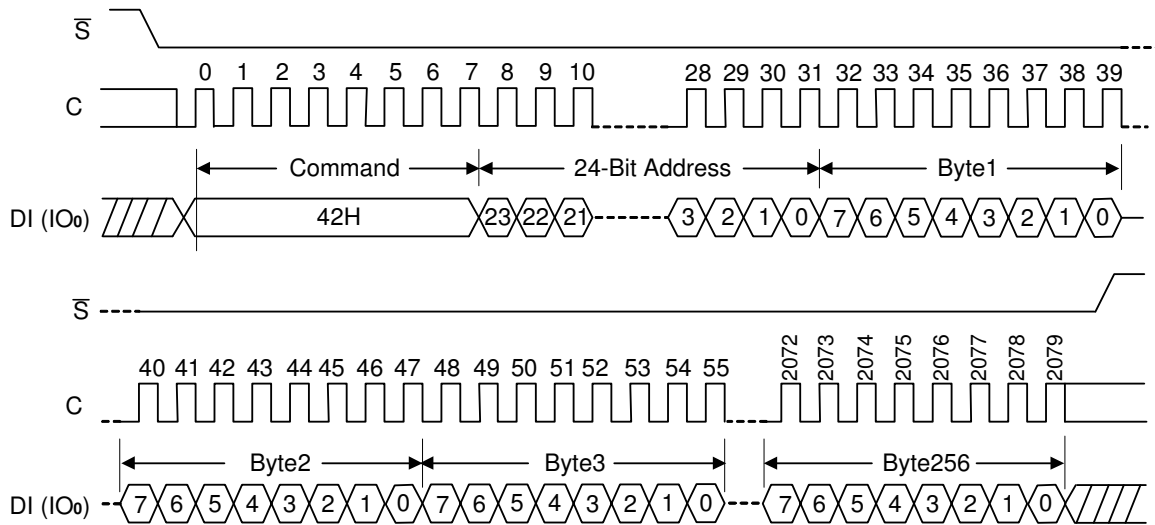 S
0 1 2 3 4 5 6 7 8 9 10 28 29 30 31 32 33 34 35 36 37 38 39
C
Command 24-Bit Address Byte1
DI (IO0) 42H 23 22 21 3 2 1 0 7 6 5 4 3 2 1 0
S
40 41 42 43 44 45 46 47 48 49 50 51 52 53 54 55 2072 2073 2074 2075 2076 2077 2078 2079
C
Byte2 Byte3 Byte256
DI (IO0) 7 6 5 4 3 2 1 0 7 6 5 4 3 2 1 0 7 6 5 4 3 2 1 0